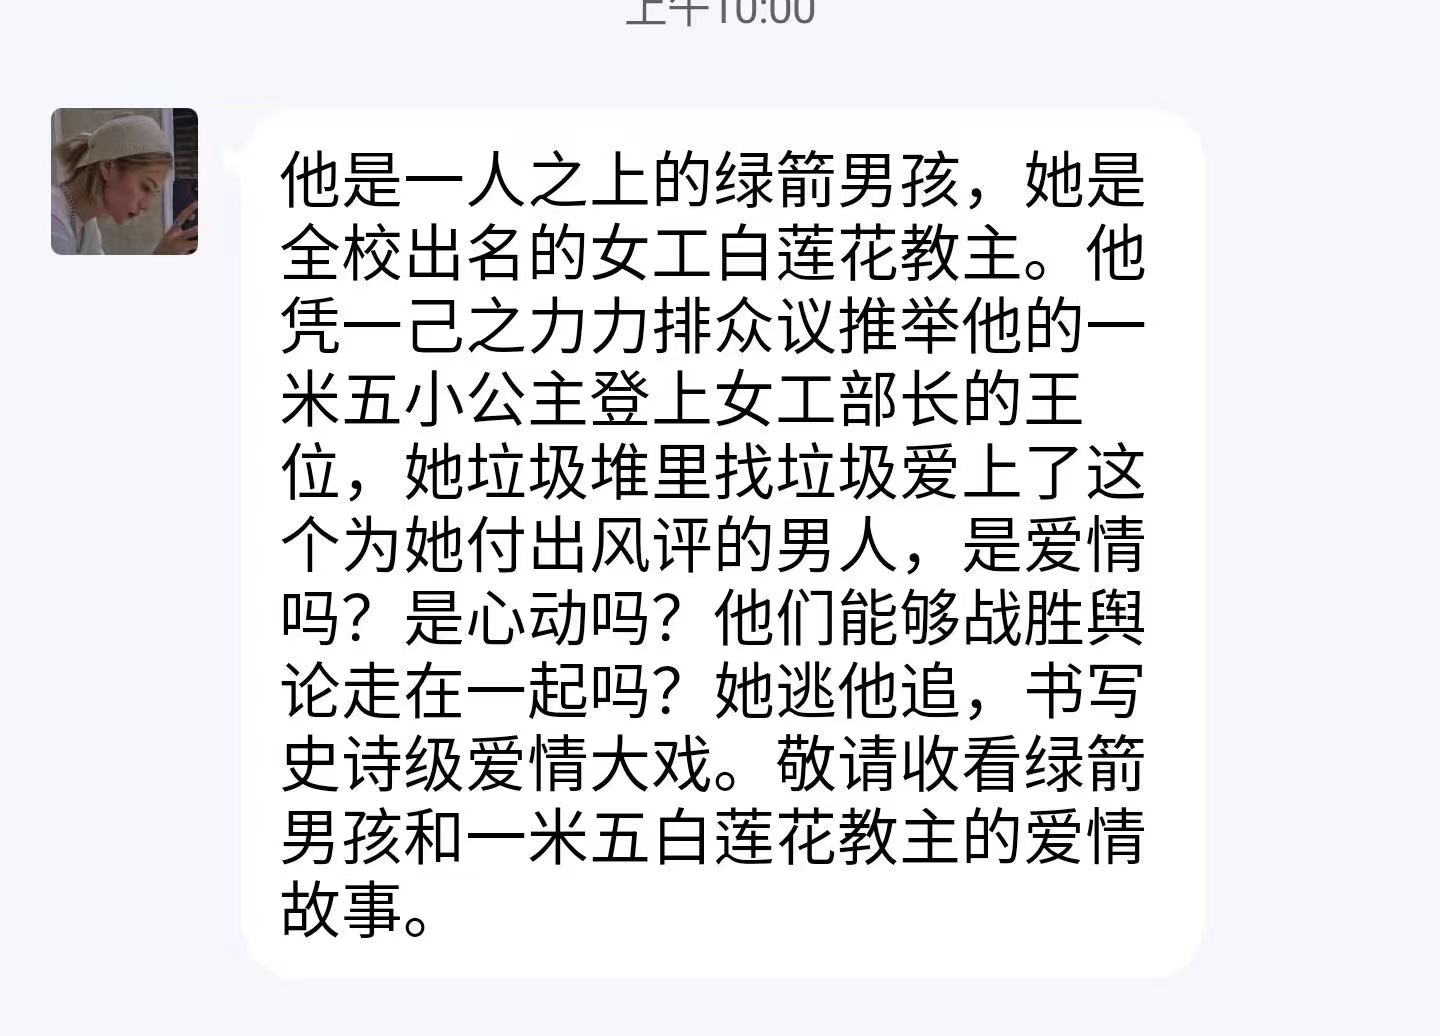 上午10:00
他是一人之上的绿箭男孩，她是
全校出名的女工白莲花教主。他
凭一己之力力排众议推举他的一
米五小公主登上女工部长的王
位，她垃圾堆里找垃圾爱上了这
个为她付出风评的男人，是爱情
吗？是心动吗？他们能够战胜舆
论走在一起吗？她逃他追，书写
史诗级爱情大戏。敬请收看绿箭
男孩和一米五白莲花教主的爱情
故事。